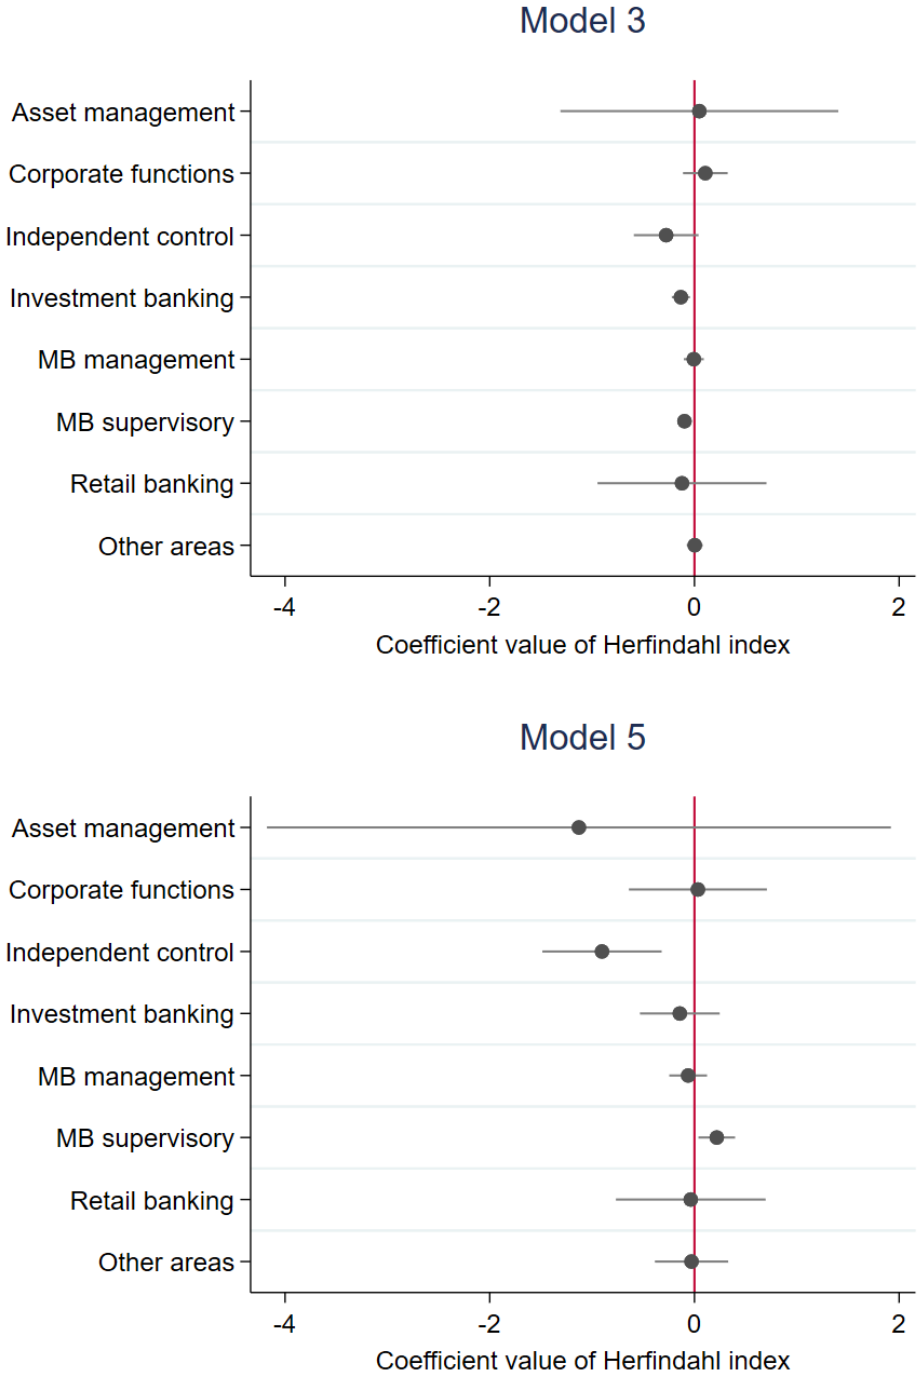 Model 3
Asset management
Corporate functions
Independent control
Investment banking
MB management
MB supervisory
Retail banking
Other areas
-4 -2 0 2
Coefficient value of Herfindahl index
Model 5
Asset management
Corporate functions
Independent control
Investment banking
MB management
MB supervisory
Retail banking
Other areas
-4 -2 0 2
Coefficient value of Herfindahl index